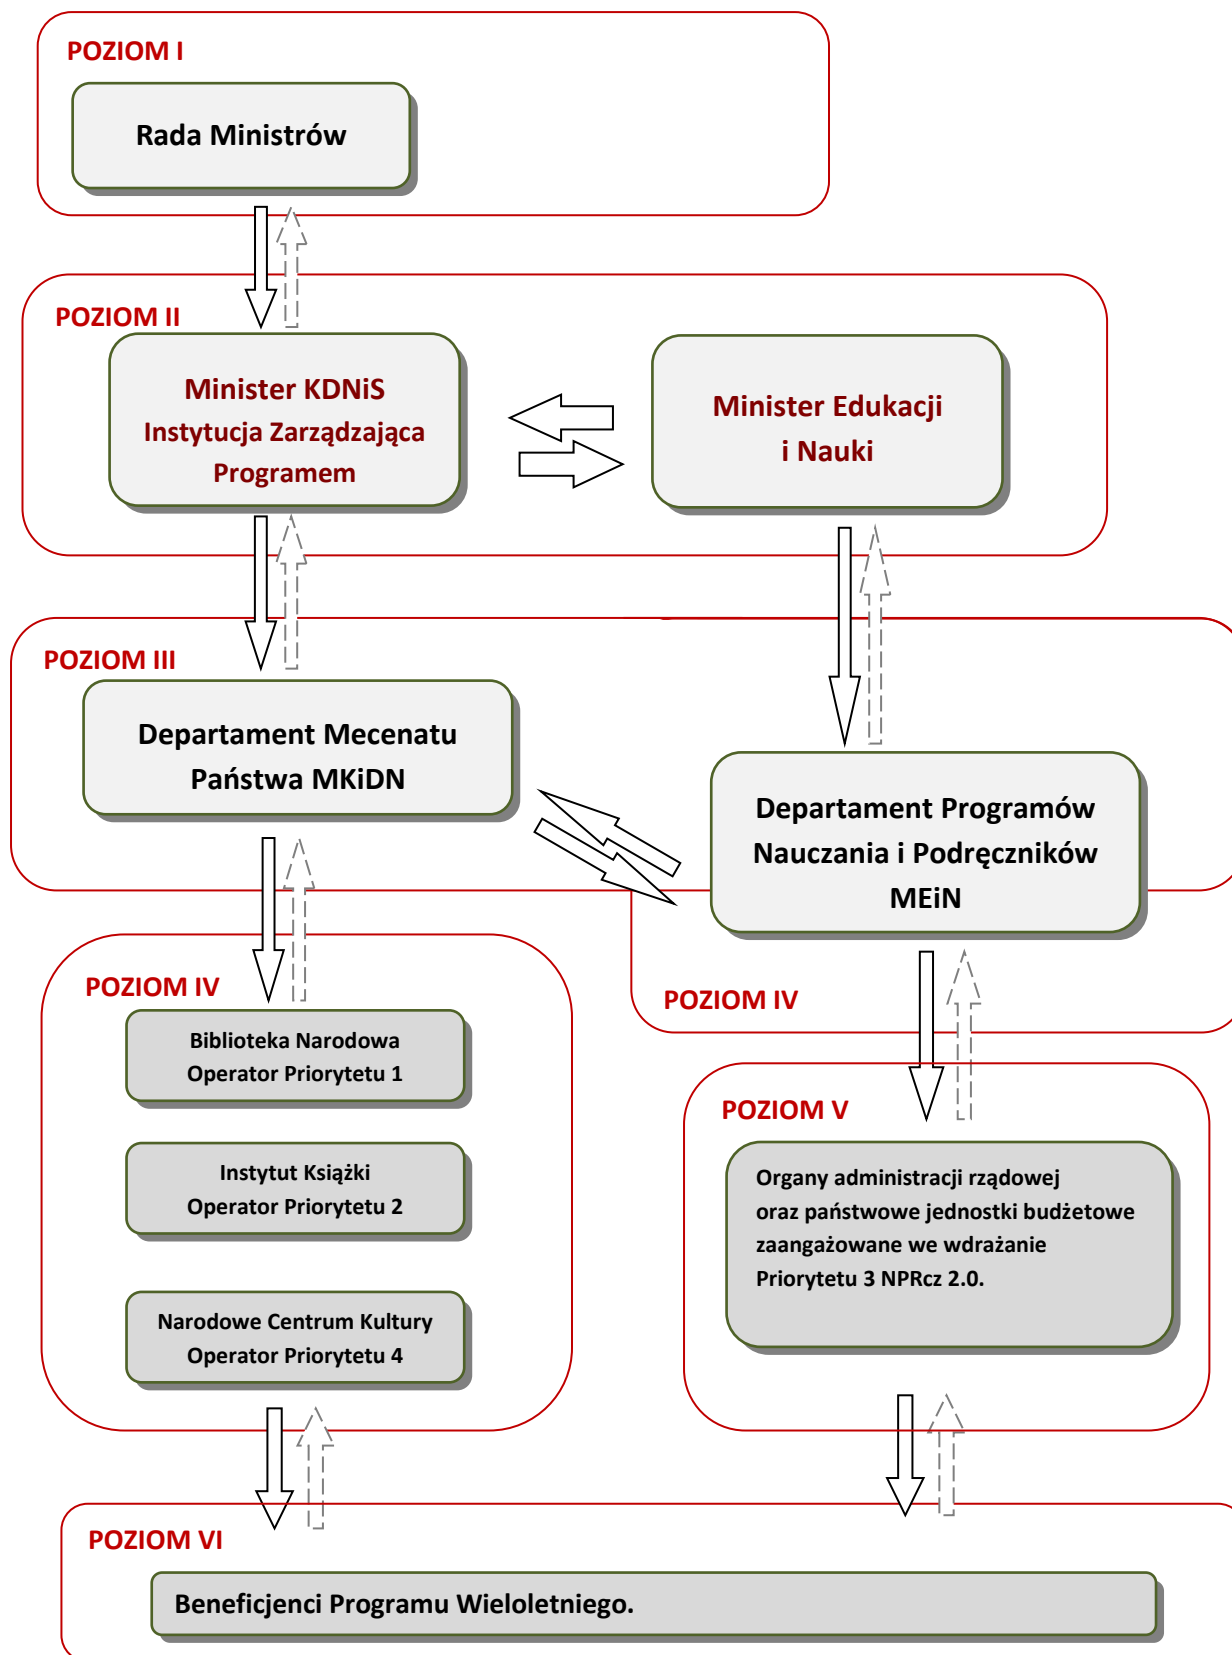 POZIOM I
Rada Ministrów
POZIOM II
Minister KDNiS
Instytucja Zarządzająca
Programem
Minister Edukacji
i Nauki
POZIOM III
Departament Mecenatu
Państwa MKiDN
Departament Programów
Nauczania i Podręczników
MEiN
POZIOM IV
POZIOM IV
Biblioteka Narodowa
Operator Priorytetu 1
Instytut Książki
Operator Priorytetu 2
Narodowe Centrum Kultury
Operator Priorytetu 4
POZIOM V
Organy administracji rządowej
oraz państwowe jednostki budżetowe
zaangażowane we wdrażanie
Priorytetu 3 NPRcz 2.0.
POZIOM VI
Beneficjenci Programu Wieloletniego.